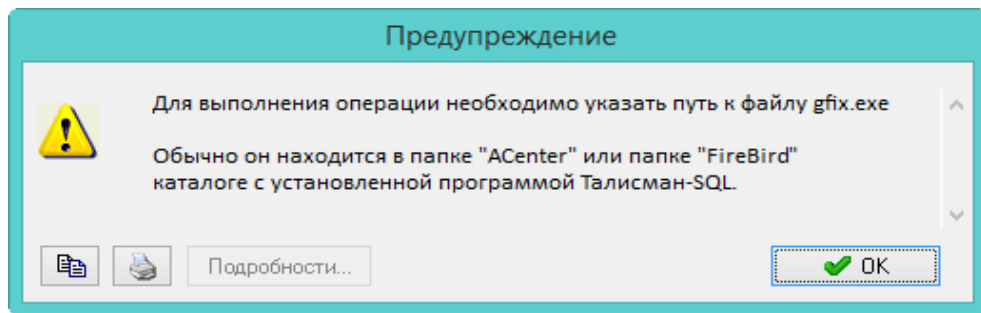 Предупреждение
Для выполнения операции необходимо указать путь к файлу gfix.exe
Обычно он находится в папке "ACenter" или папке "FireBird"
каталоге с установленной программой Талисман-SQL.
Подробности...
OK